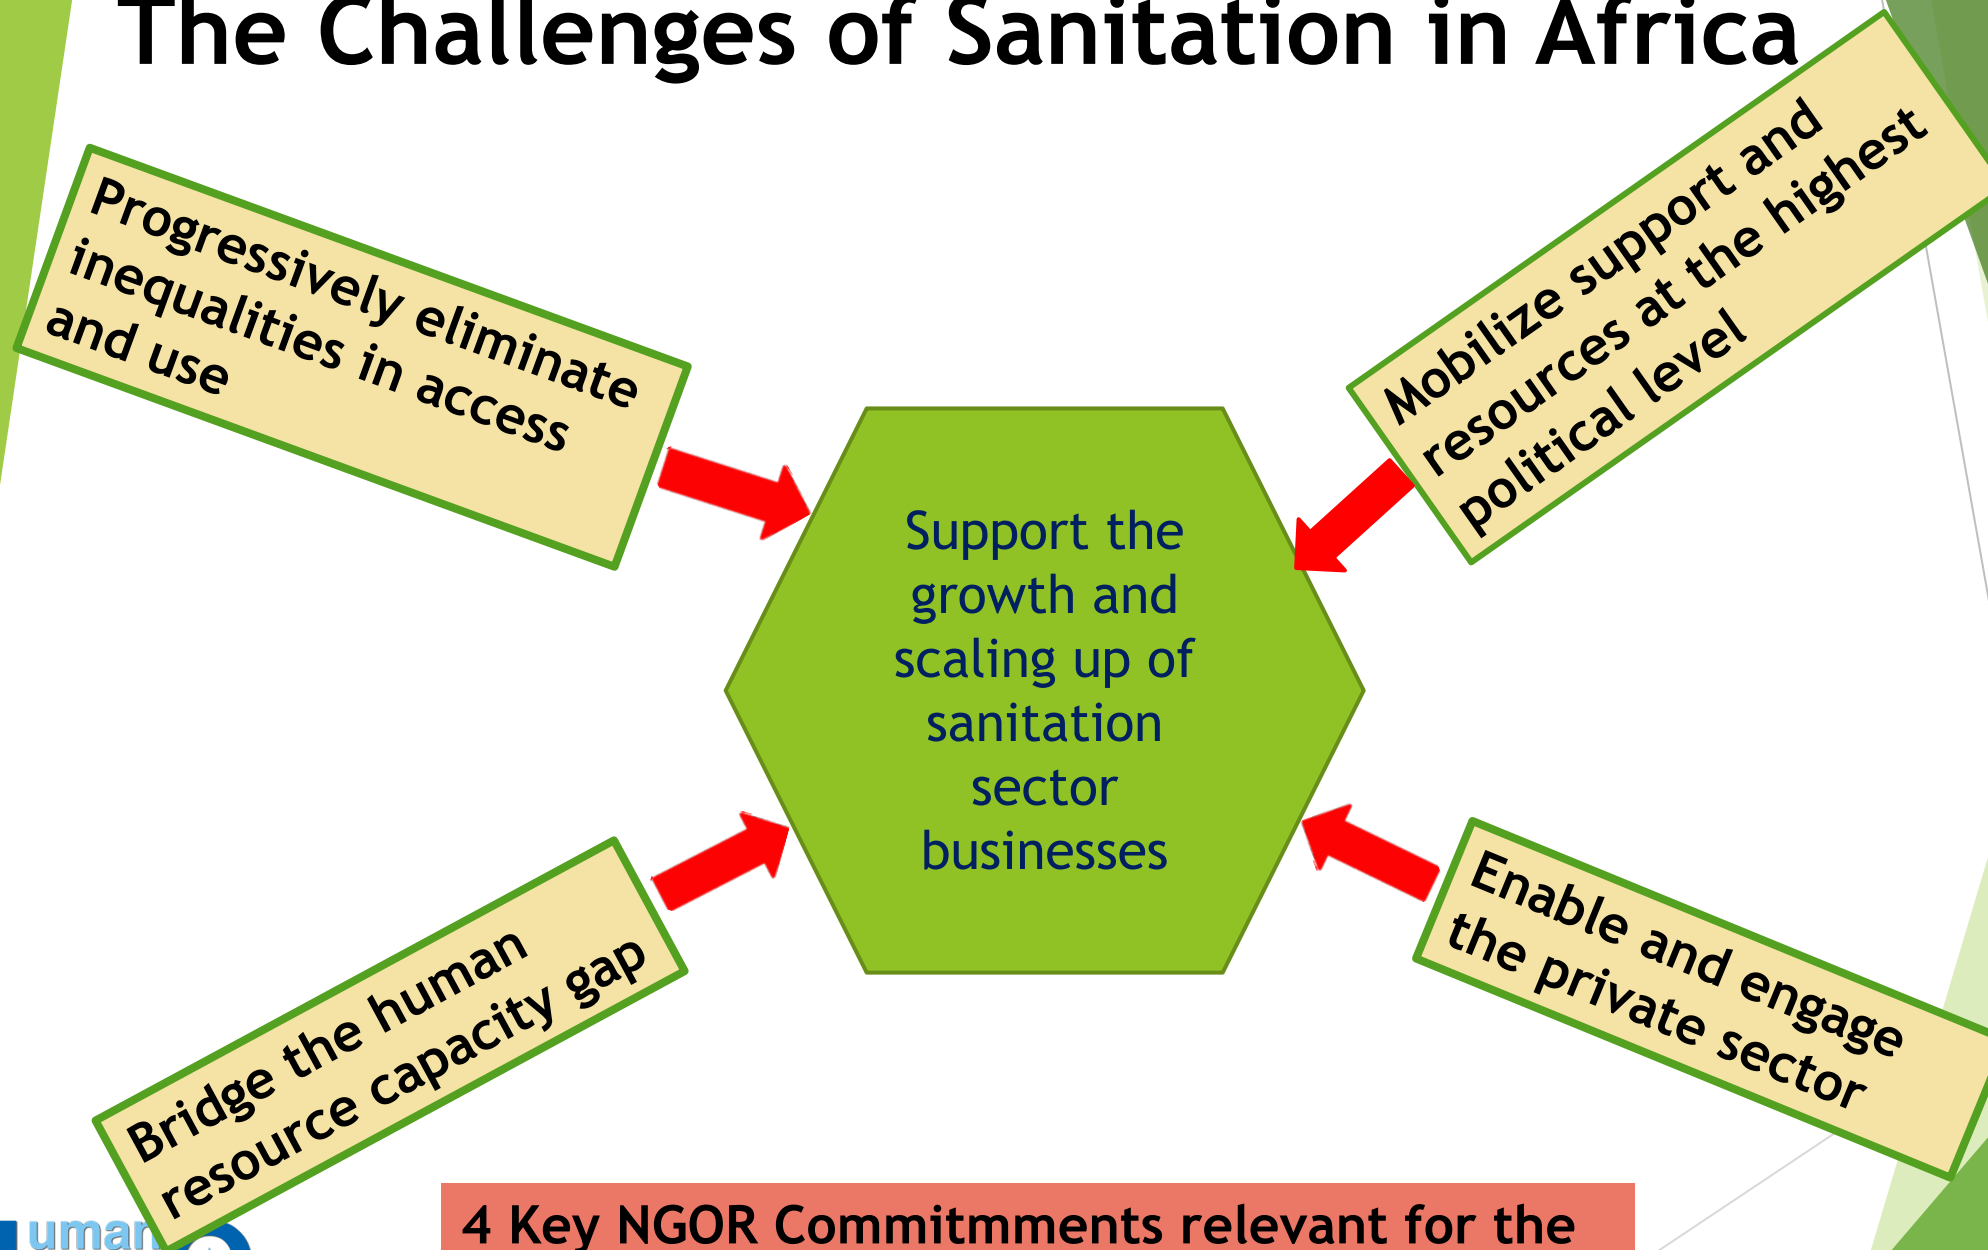 The Challenges of Sanitation in Africa
Progressively eliminate
inequalities in access
and use
Mobilize support and
resources at the highest
political level
Support the
growth and
scaling up of
sanitation
sector
businesses
Bridge the human
resource capacity gap
Enable and engage
the private sector
4 Key NGOR Commitmments relevant for the
uman